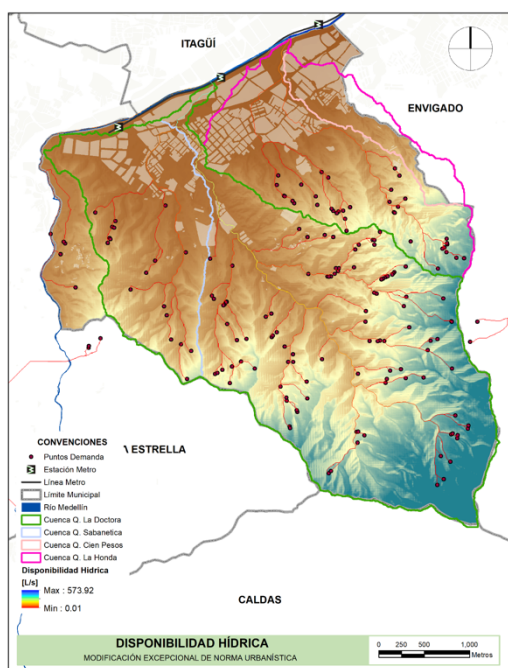 ITAGÜÍ
ENVIGADO
CONVENCIONES
Puntos Demanda
Estación Metro
Línea Metro
Límite Municipal
Río Medellín
Cuenca Q. La Doctora
Cuenca Q. Sabanetica
Cuenca Q. Cien Pesos
Cuenca Q. La Honda
Disponibilidad Hídrica
[L/s]
Max : 573.92
Min : 0.01
ESTRELLA
CALDAS
DISPONIBILIDAD HÍDRICA
MODIFICACIÓN EXCEPCIONAL DE NORMA URBANÍSTICA
0 250 500 1,000
Metros